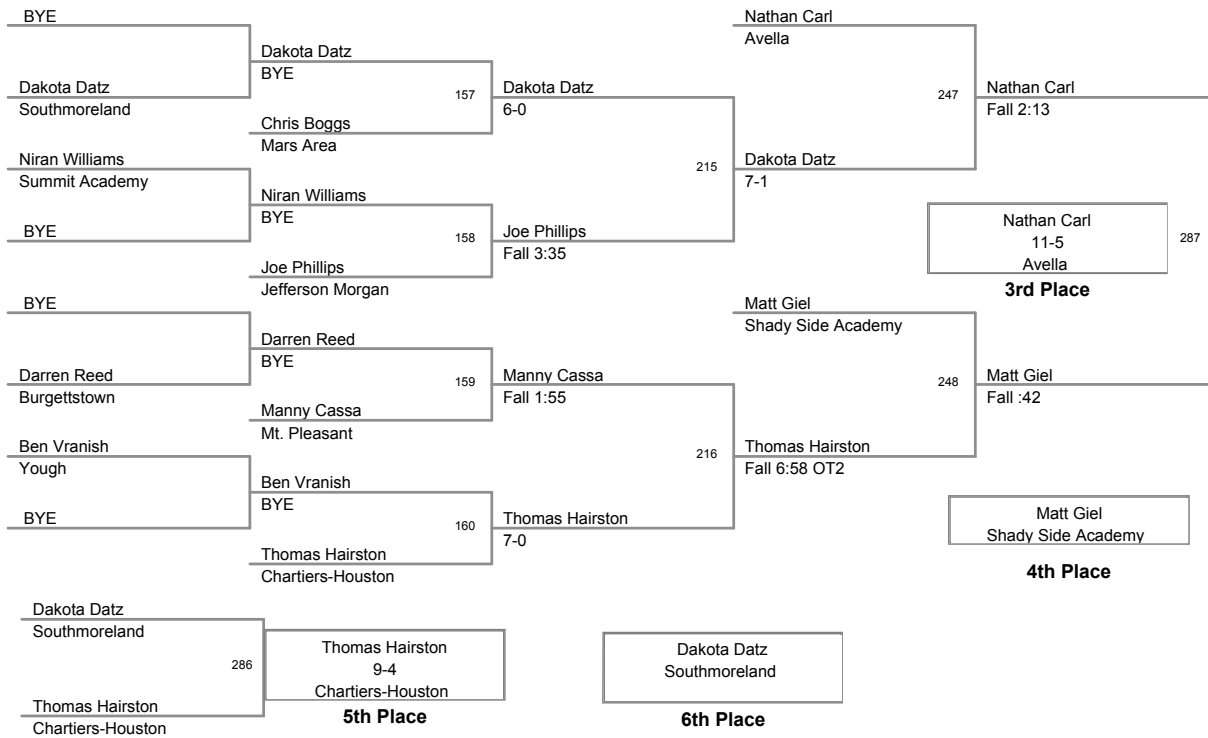 BYE
Dakota Datz
Southmoreland
Niran Williams
Summit Academy
BYE
BYE
Darren Reed
Burgettstown
Ben Vranish
Yough
BYE
Dakota Datz
BYE
157
Chris Boggs
Mars Area
Niran Williams
BYE
158
Joe Phillips
Jefferson Morgan
Darren Reed
BYE
159
Manny Cassa
Mt. Pleasant
Ben Vranish
BYE
160
Thomas Hairston
Chartiers-Houston
Dakota Datz
6-0
215
Joe Phillips
Fall 3:35
Manny Cassa
Fall 1:55
216
Thomas Hairston
7-0
Nathan Carl
Avella
247
Dakota Datz
7-1
Matt Giel
Shady Side Academy
248
Thomas Hairston
Fall 6:58 OT2
Nathan Carl
Fall 2:13
Nathan Carl
11-5
Avella
287
3rd Place
Matt Giel
Fall :42
Matt Giel
Shady Side Academy
4th Place
Dakota Datz
Southmoreland
286
Thomas Hairston
Chartiers-Houston
Thomas Hairston
9-4
Chartiers-Houston
5th Place
Dakota Datz
Southmoreland
6th Place